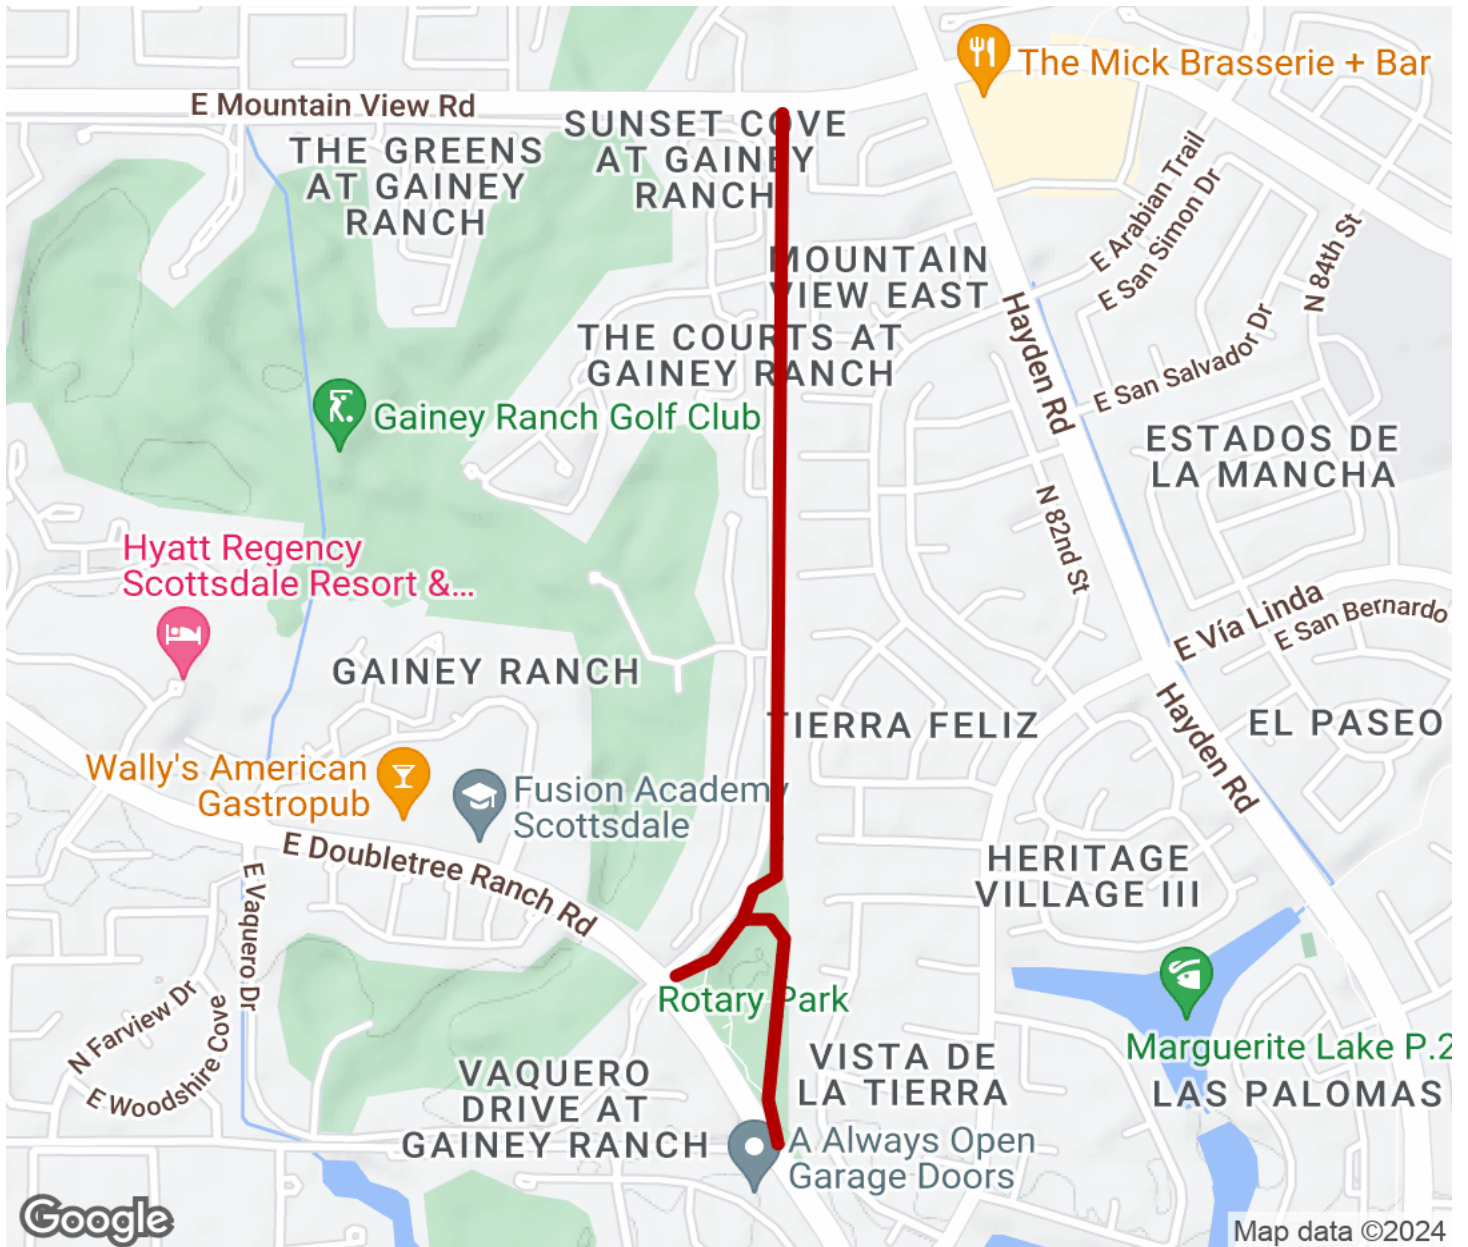 The Mick Brasserie + Bar
E Mountain View Rd
SUNSET COVE
AT GAINEY
RANCH
THE GREENS
AT GAINEY
RANCH
E Arabian Trail
E San Simon Dr
N 84th St
MOUNTAIN
VIEW EAST
Hayden Rd
THE COURTS AT
GAINEY RANCH
E San Salvador Dr
Gainey Ranch Golf Club
ESTADOS DE
LA MANCHA
N 82nd St
Hyatt Regency
Scottsdale Resort &...
E Vía Linda
E San Bernardo
GAINEY RANCH
TIERRA FELIZ
Hayden Rd
EL PASEO
Wally's American
Gastropub
Fusion Academy
Scottsdale
E Doubletree Ranch Rd
HERITAGE
VILLAGE III
E Vaquero Dr
N Farview Dr
E Woodshire Cove
Rotary Park
Marguerite Lake P.2
VISTA DE
LA TIERRA
LAS PALOMAS
VAQUERO
DRIVE AT
GAINEY RANCH
A Always Open
Garage Doors
Google
Map data ©2024